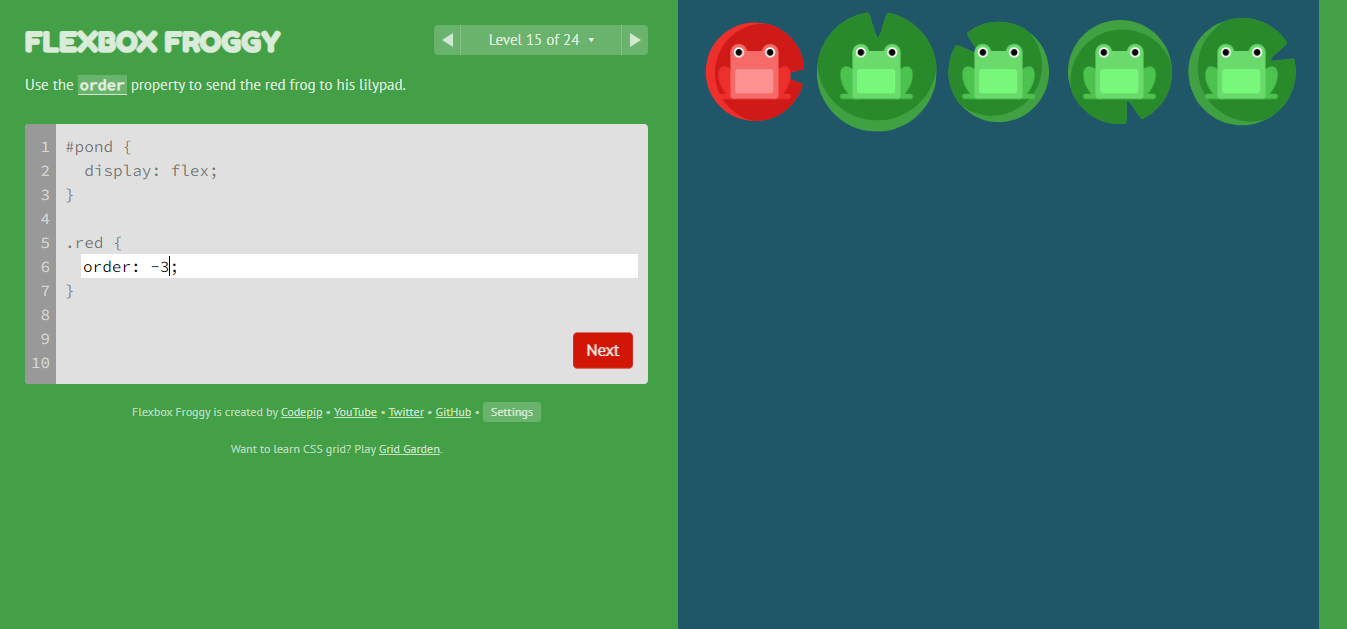 FLEXBOX FROGGY
◀ Level 15 of 24 ▾ ▶
Use the order property to send the red frog to his lilypad.
1 #pond {
2   display: flex;
3 }
4
5 .red {
6   order: -3;
7 }
8
9
10
Next
Flexbox Froggy is created by Codepip • YouTube • Twitter • GitHub • Settings
Want to learn CSS grid? Play Grid Garden.